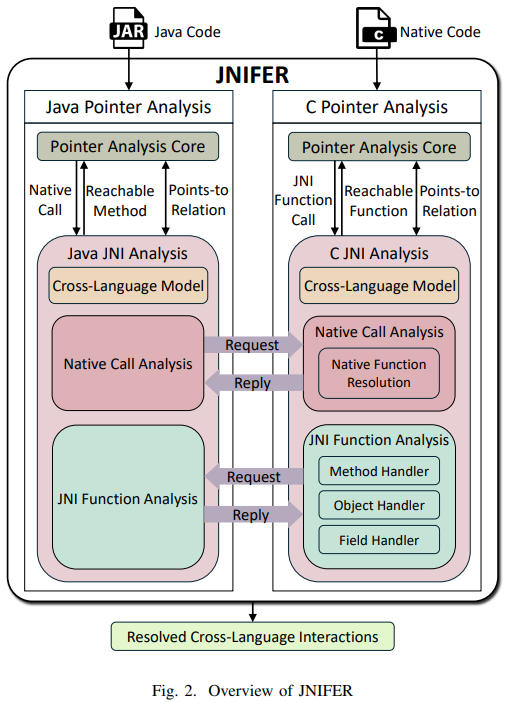 JAR
Java Code
C
Native Code
JNIFER
Java Pointer Analysis
Pointer Analysis Core
Native
Call
Reachable
Method
Points-to
Relation
Java JNI Analysis
Cross-Language Model
Native Call Analysis
JNI Function Analysis
C Pointer Analysis
Pointer Analysis Core
JNI
Function
Call
Reachable
Function
Points-to
Relation
C JNI Analysis
Cross-Language Model
Native Call Analysis
Native Function
Resolution
JNI Function Analysis
Method Handler
Object Handler
Field Handler
Request
Reply
Request
Reply
Resolved Cross-Language Interactions
Fig. 2. Overview of JNIFER